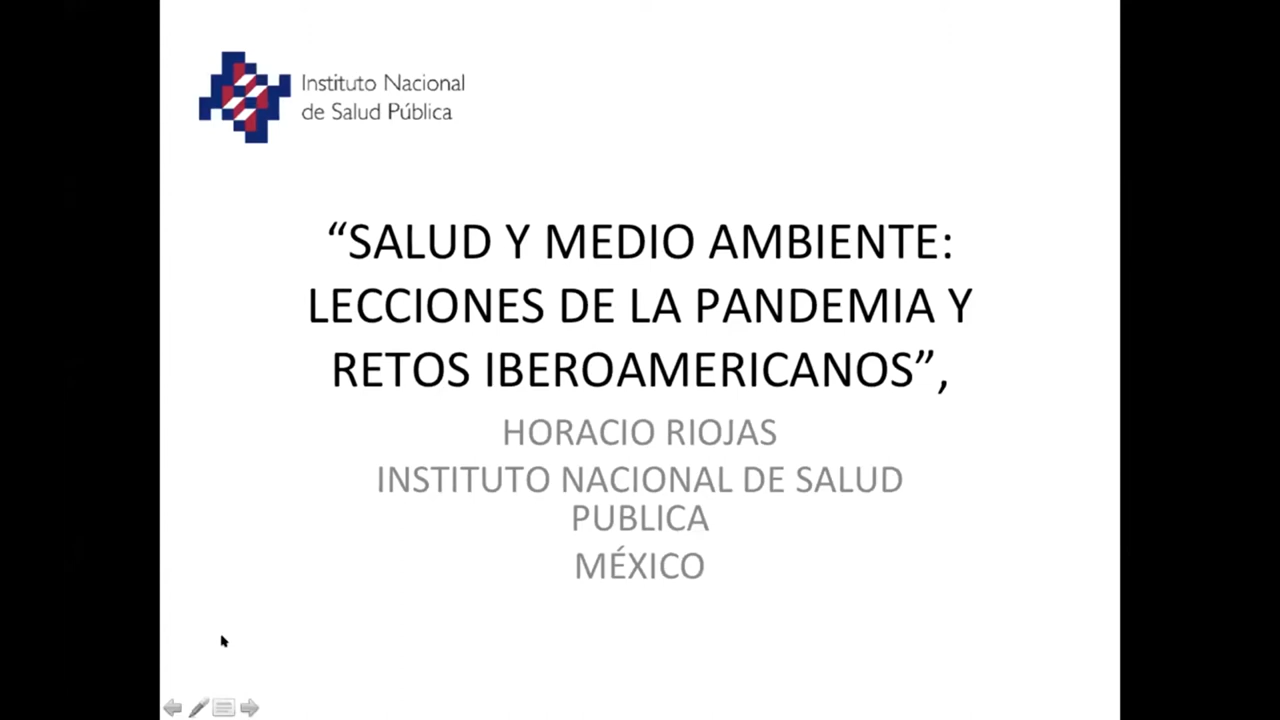 Instituto Nacional
de Salud Pública
“SALUD Y MEDIO AMBIENTE:
LECCIONES DE LA PANDEMIA Y
RETOS IBEROAMERICANOS”,
HORACIO RIOJAS
INSTITUTO NACIONAL DE SALUD
PUBLICA
MÉXICO